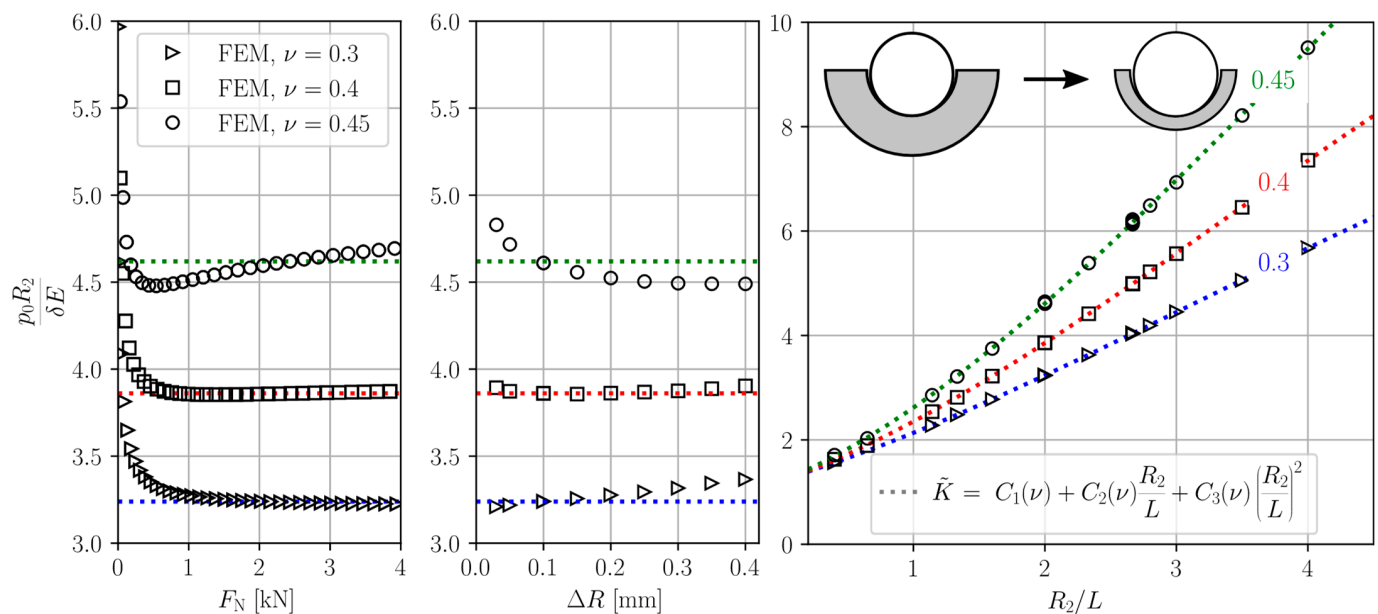 6.0
5.5
5.0
4.5
4.0
3.5
3.0
p₀R₂
δE
FEM, ν = 0.3
FEM, ν = 0.4
FEM, ν = 0.45
0 1 2 3 4
F_N [kN]
6.0
5.5
5.0
4.5
4.0
3.5
3.0
0.0 0.1 0.2 0.3 0.4
ΔR [mm]
10
8
6
4
2
0
0.45
0.4
0.3
K̃ = C₁(ν) + C₂(ν) R₂/L + C₃(ν) (R₂/L)²
1 2 3 4
R₂/L